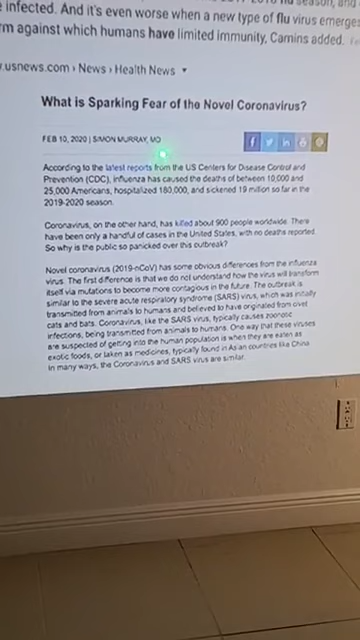 infected. And it's even worse when a new type of flu virus emerges
rm against which humans have limited immunity, Camins added.
.usnews.com › News › Health News
What is Sparking Fear of the Novel Coronavirus?
FEB 10, 2020 | SIMON MURRAY, MD
According to the latest reports from the US Centers for Disease Control and
Prevention (CDC), influenza has caused the deaths of between 10,000 and
25,000 Americans, hospitalized 180,000, and sickened 19 million so far in the
2019-2020 season.
Coronavirus, on the other hand, has killed about 900 people worldwide. There
have been only a handful of cases in the United States, with no deaths reported.
So why is the public so panicked over this outbreak?
Novel coronavirus (2019-nCoV) has some obvious differences from the influenza
virus. The first difference is that we do not understand how the virus will transform
itself via mutations to become more contagious in the future. The outbreak is
similar to the severe acute respiratory syndrome (SARS) virus, which was initially
transmitted from animals to humans and believed to have originated from civet
cats and bats. Coronavirus, like the SARS virus, typically causes zoonotic
infections, being transmitted from animals to humans. One way that these viruses
are suspected of getting into the human population is when they are eaten as
exotic foods, or taken as medicines, typically found in Asian countries like China.
In many ways, the Coronavirus and SARS virus are similar.